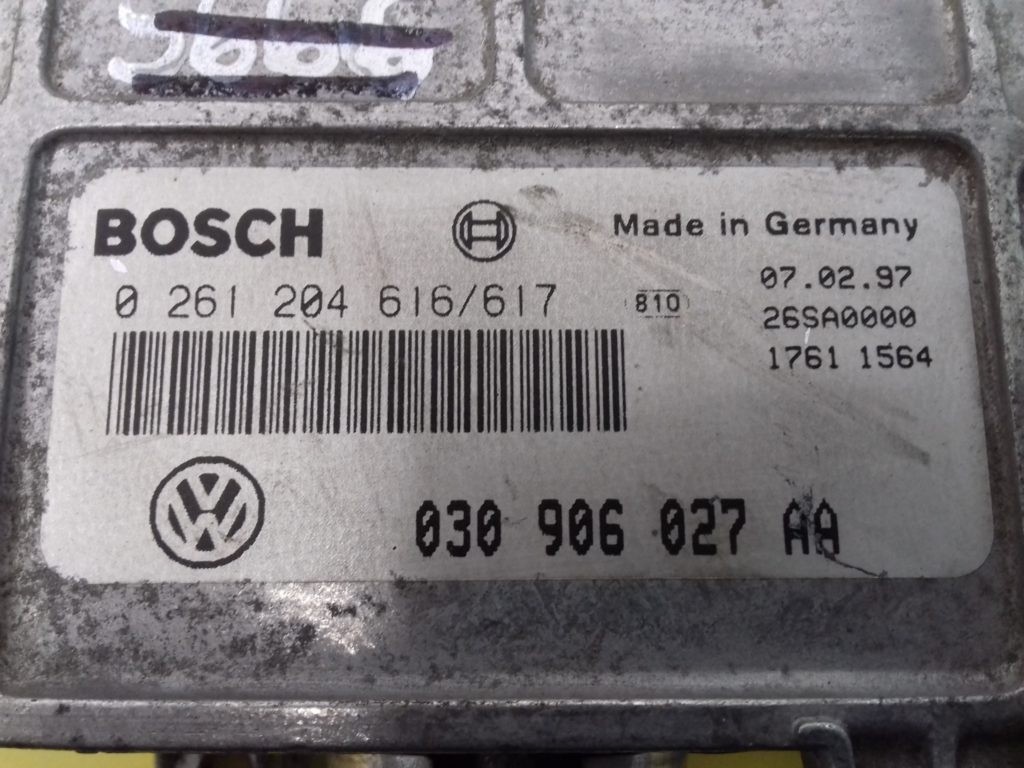 BOSCH
Made in Germany
0 261 204 616/617
810
07.02.97
26SA0000
1761 1564
030 906 027 AA